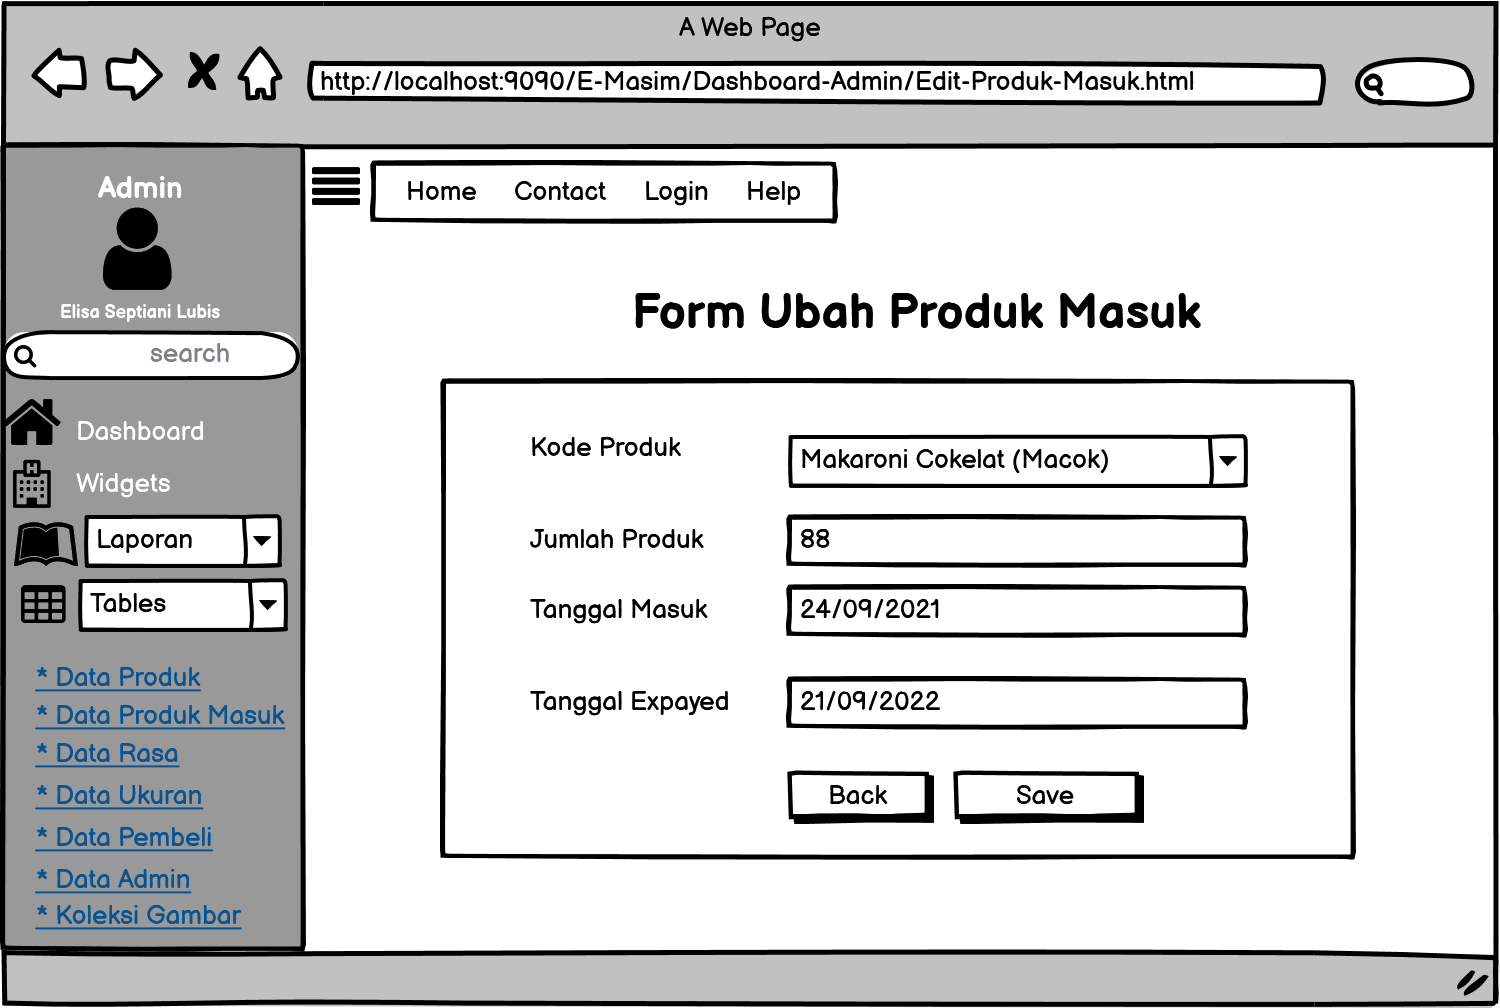 A Web Page
http://localhost:9090/E-Masim/Dashboard-Admin/Edit-Produk-Masuk.html
Admin
Elisa Septiani Lubis
search
Dashboard
Widgets
Laporan
Tables
* Data Produk
* Data Produk Masuk
* Data Rasa
* Data Ukuran
* Data Pembeli
* Data Admin
* Koleksi Gambar
Home Contact Login Help
Form Ubah Produk Masuk
Kode Produk Makaroni Cokelat (Macok)
Jumlah Produk 88
Tanggal Masuk 24/09/2021
Tanggal Expayed 21/09/2022
Back Save